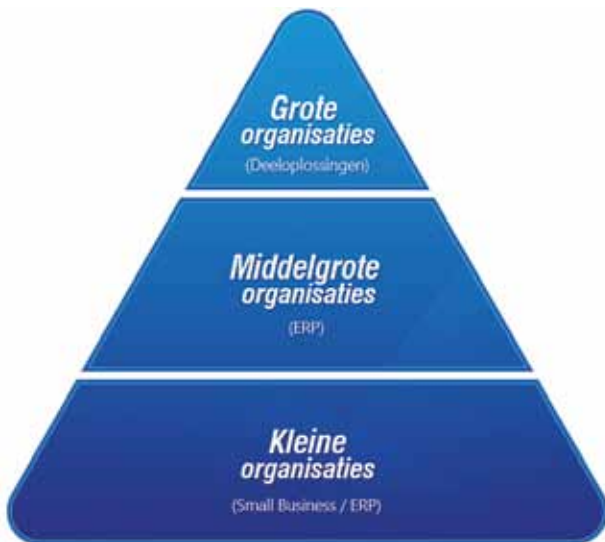 Grote
organisaties
(Deeloplossingen)
Middelgrote
organisaties
(ERP)
Kleine
organisaties
(Small Business / ERP)